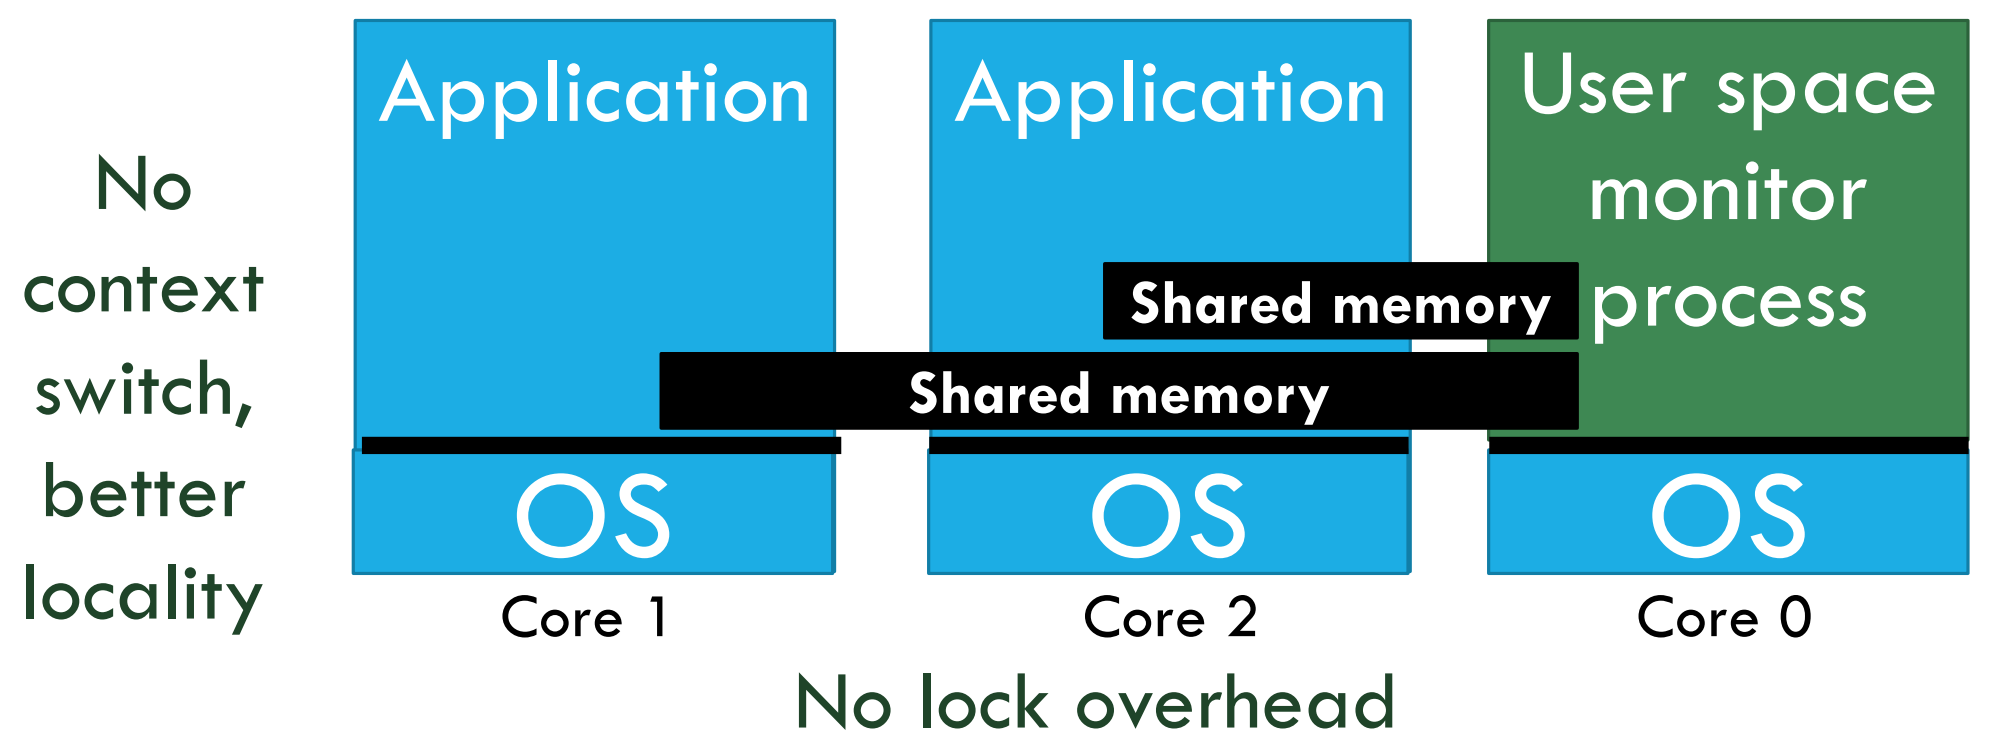 No
context
switch,
better
locality
Application
Application
User space
monitor
process
Shared memory
Shared memory
OS
OS
OS
Core 1
Core 2
Core 0
No lock overhead